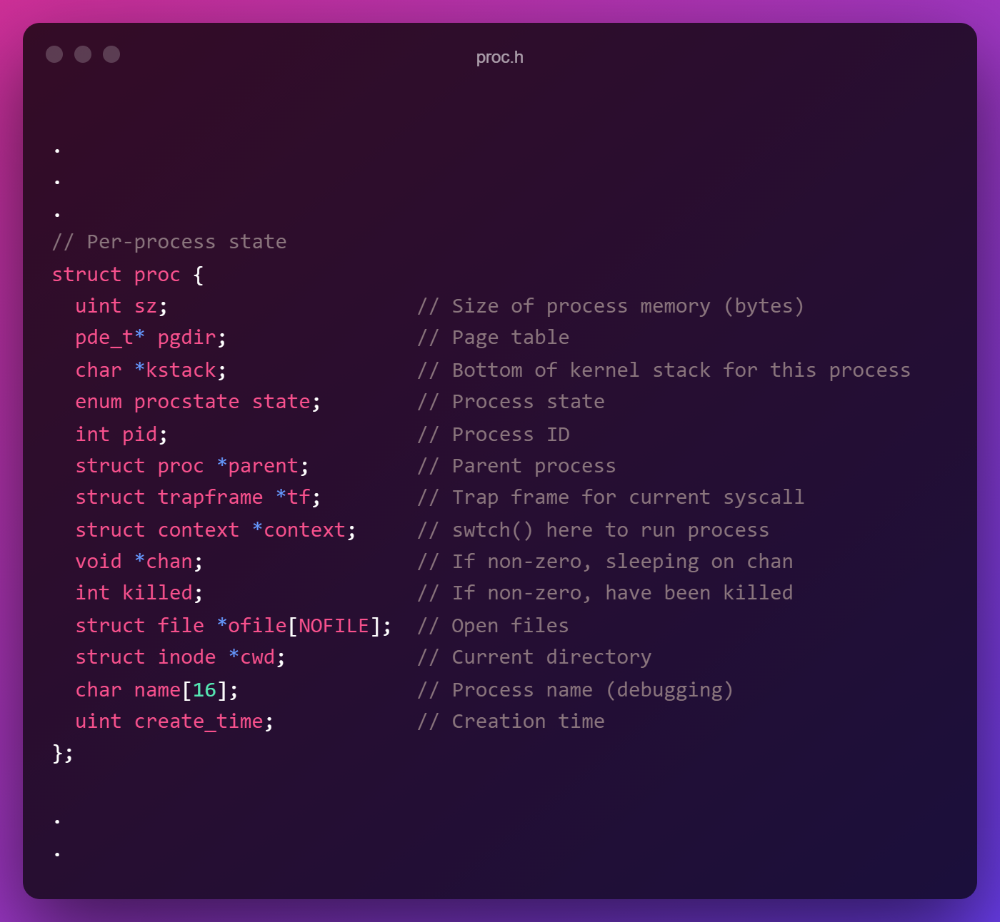 proc.h
.
.
.
// Per-process state
struct proc {
  uint sz;                     // Size of process memory (bytes)
  pde_t* pgdir;                // Page table
  char *kstack;                // Bottom of kernel stack for this process
  enum procstate state;        // Process state
  int pid;                     // Process ID
  struct proc *parent;         // Parent process
  struct trapframe *tf;        // Trap frame for current syscall
  struct context *context;     // swtch() here to run process
  void *chan;                  // If non-zero, sleeping on chan
  int killed;                  // If non-zero, have been killed
  struct file *ofile[NOFILE];  // Open files
  struct inode *cwd;           // Current directory
  char name[16];               // Process name (debugging)
  uint create_time;            // Creation time
};
.
.